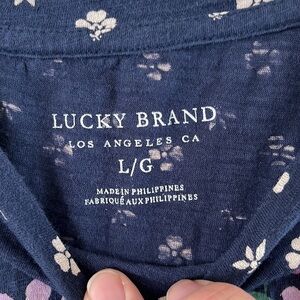 LUCKY BRAND
LOS ANGELES CA
L/G
MADE IN PHILIPPINES
FABRIQUÉ AUX PHILIPPINES